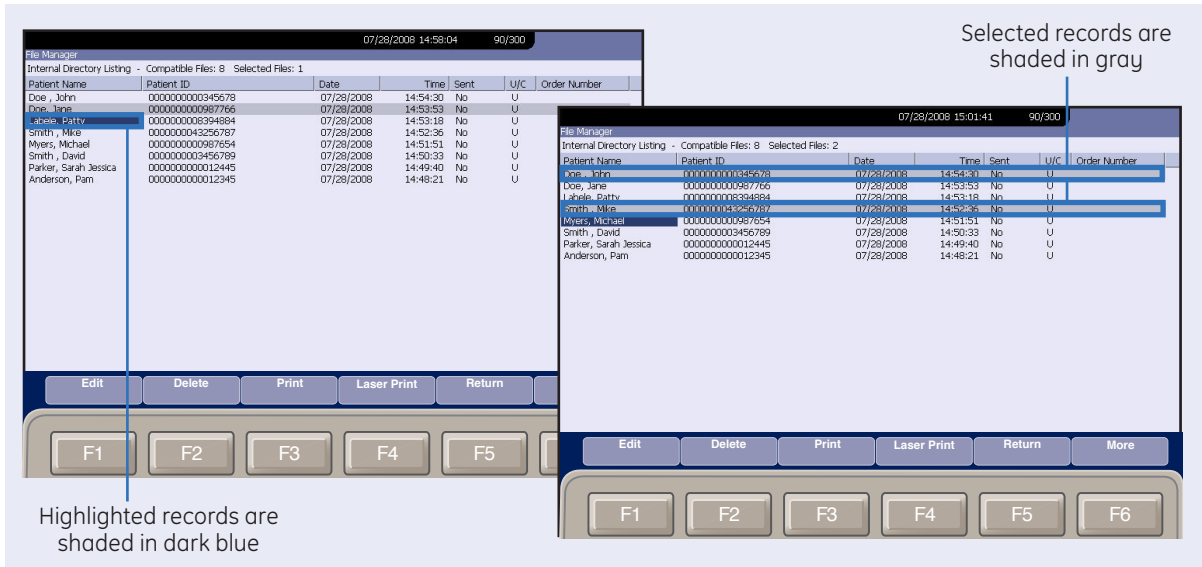 Selected records are
shaded in gray
07/28/2008 14:58:04 90/300
File Manager
Internal Directory Listing - Compatible Files: 8 Selected Files: 1
Patient Name Patient ID Date Time Sent U/C Order Number
Doe , John 0000000000345678 07/28/2008 14:54:30 No U
Doe, Jane 0000000000987766 07/28/2008 14:53:53 No U
Labele, Patty 0000000008394884 07/28/2008 14:53:18 No U
Smith , Mike 0000000043256787 07/28/2008 14:52:36 No U
Myers, Michael 0000000000987654 07/28/2008 14:51:51 No U
Smith , David 0000000003456789 07/28/2008 14:50:33 No U
Parker, Sarah Jessica 0000000000012445 07/28/2008 14:49:40 No U
Anderson, Pam 0000000000012345 07/28/2008 14:48:21 No U
Edit Delete Print Laser Print Return
F1 F2 F3 F4 F5
Highlighted records are
shaded in dark blue
07/28/2008 15:01:41 90/300
File Manager
Internal Directory Listing - Compatible Files: 8 Selected Files: 2
Patient Name Patient ID Date Time Sent U/C Order Number
Doe , John 0000000000345678 07/28/2008 14:54:30 No U
Doe, Jane 0000000000987766 07/28/2008 14:53:53 No U
Labele, Patty 0000000008394884 07/28/2008 14:53:18 No U
Smith , Mike 0000000043256787 07/28/2008 14:52:36 No U
Myers, Michael 0000000000987654 07/28/2008 14:51:51 No U
Smith , David 0000000003456789 07/28/2008 14:50:33 No U
Parker, Sarah Jessica 0000000000012445 07/28/2008 14:49:40 No U
Anderson, Pam 0000000000012345 07/28/2008 14:48:21 No U
Edit Delete Print Laser Print Return More
F1 F2 F3 F4 F5 F6